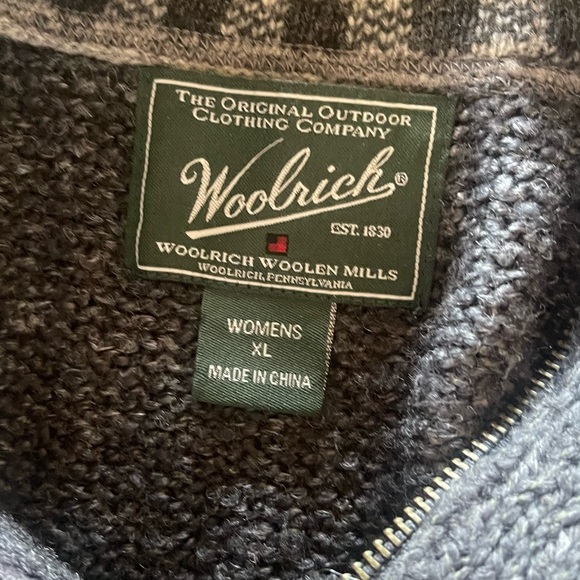 The Original Outdoor
Clothing Company
Woolrich®
Est. 1830
Woolrich Woolen Mills
Woolrich, Pennsylvania
WOMENS
XL
MADE IN CHINA